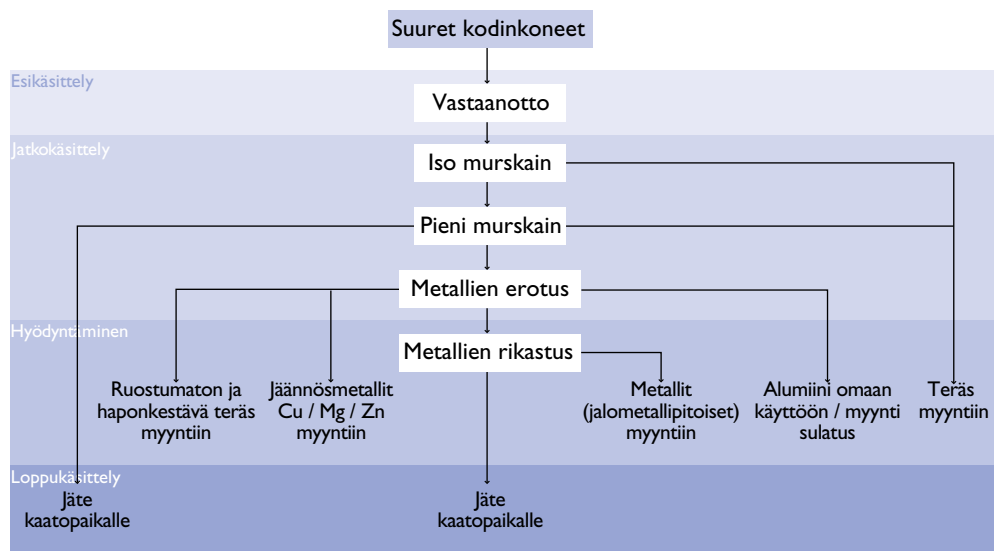 Suuret kodinkoneet
Esikäsittely
Vastaanotto
Jatkokäsittely
Iso murskain
Pieni murskain
Metallien erotus
Hyödyntäminen
Metallien rikastus
Ruostumaton ja
haponkestävä teräs
myyntiin
Jäännösmetallit
Cu / Mg / Zn
myyntiin
Metallit
(jalometallipitoiset)
myyntiin
Alumiini omaan
käyttöön / myynti
sulatus
Teräs
myyntiin
Loppukäsittely
Jäte
kaatopaikalle
Jäte
kaatopaikalle